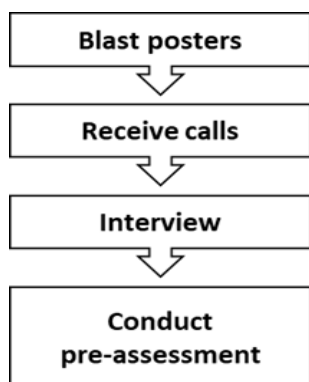 Blast posters
Receive calls
Interview
Conduct
pre-assessment